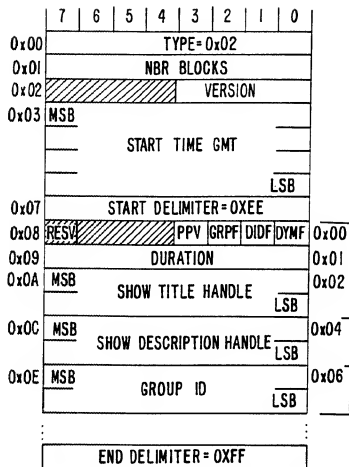 7 6 5 4 3 2 1 0
0x00 TYPE=0x02
0x01 NBR BLOCKS
0x02 VERSION
0x03 MSB
START TIME GMT
LSB
0x07 START DELIMITER=0XEE
0x08 RESV. PPV GRPF DIDF DYMF 0x00
0x09 DURATION 0x01
0x0A MSB 0x02
SHOW TITLE HANDLE
LSB
0x0C MSB 0x04
SHOW DESCRIPTION HANDLE
LSB
0x0E MSB 0x06
GROUP ID
LSB
END DELIMITER=0XFF